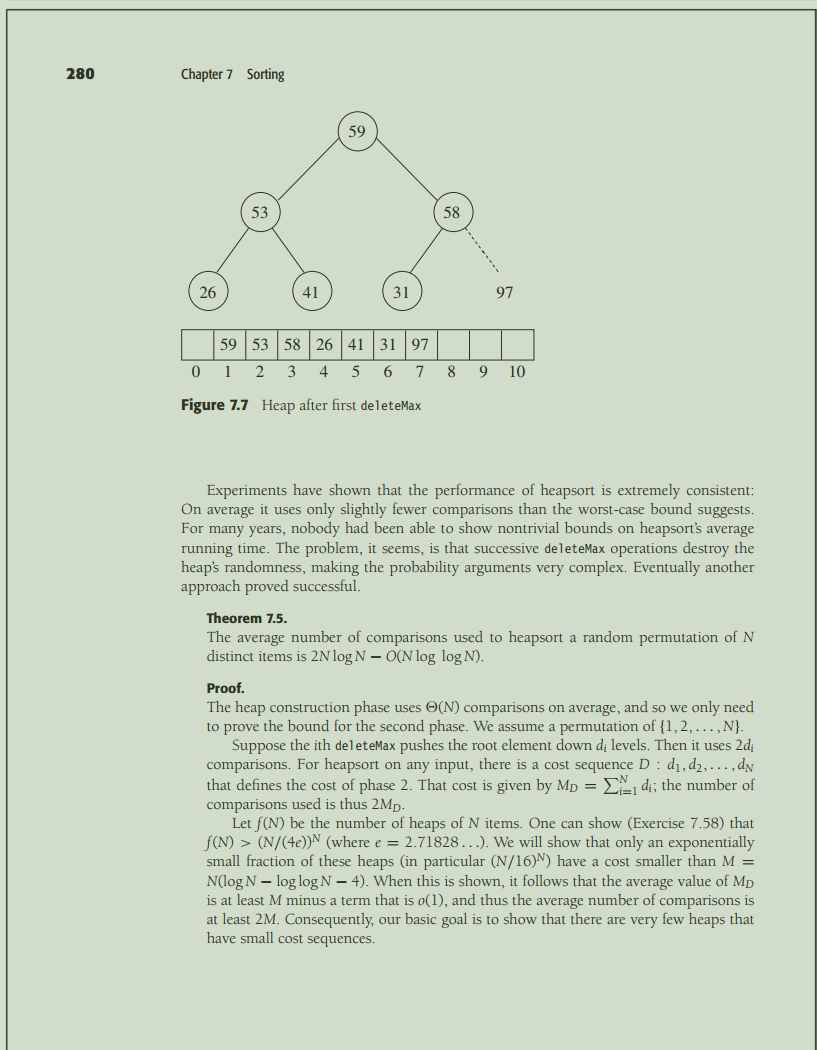 280 Chapter 7 Sorting
59
53 58
26 41 31 97
59 53 58 26 41 31 97
0 1 2 3 4 5 6 7 8 9 10
Figure 7.7 Heap after first deleteMax
Experiments have shown that the performance of heapsort is extremely consistent:
On average it uses only slightly fewer comparisons than the worst-case bound suggests.
For many years, nobody had been able to show nontrivial bounds on heapsort's average
running time. The problem, it seems, is that successive deleteMax operations destroy the
heap's randomness, making the probability arguments very complex. Eventually another
approach proved successful.
Theorem 7.5.
The average number of comparisons used to heapsort a random permutation of N
distinct items is 2N log N − O(N log log N).
Proof.
The heap construction phase uses Θ(N) comparisons on average, and so we only need
to prove the bound for the second phase. We assume a permutation of {1, 2, . . . , N}.
Suppose the ith deleteMax pushes the root element down dᵢ levels. Then it uses 2dᵢ
comparisons. For heapsort on any input, there is a cost sequence D : d₁, d₂, . . . , d_N
that defines the cost of phase 2. That cost is given by M_D = ∑ᴺᵢ₌₁ dᵢ; the number of
comparisons used is thus 2M_D.
Let f(N) be the number of heaps of N items. One can show (Exercise 7.58) that
f(N) > (N/(4e))ᴺ (where e = 2.71828 . . .). We will show that only an exponentially
small fraction of these heaps (in particular (N/16)ᴺ) have a cost smaller than M =
N(log N − log log N − 4). When this is shown, it follows that the average value of M_D
is at least M minus a term that is o(1), and thus the average number of comparisons is
at least 2M. Consequently, our basic goal is to show that there are very few heaps that
have small cost sequences.